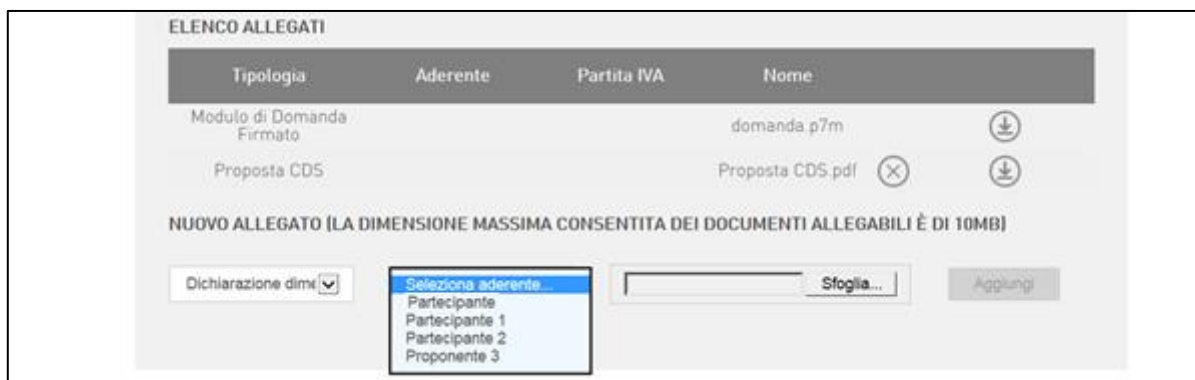 ELENCO ALLEGATI
Tipologia Aderente Partita IVA Nome
Modulo di Domanda
Firmato domanda.p7m
Proposta CDS Proposta CDS.pdf
NUOVO ALLEGATO (LA DIMENSIONE MASSIMA CONSENTITA DEI DOCUMENTI ALLEGABILI È DI 10MB)
Dichiarazione dime Seleziona aderente... Sfoglia... Aggiungi
Partecipante
Partecipante 1
Partecipante 2
Proponente 3